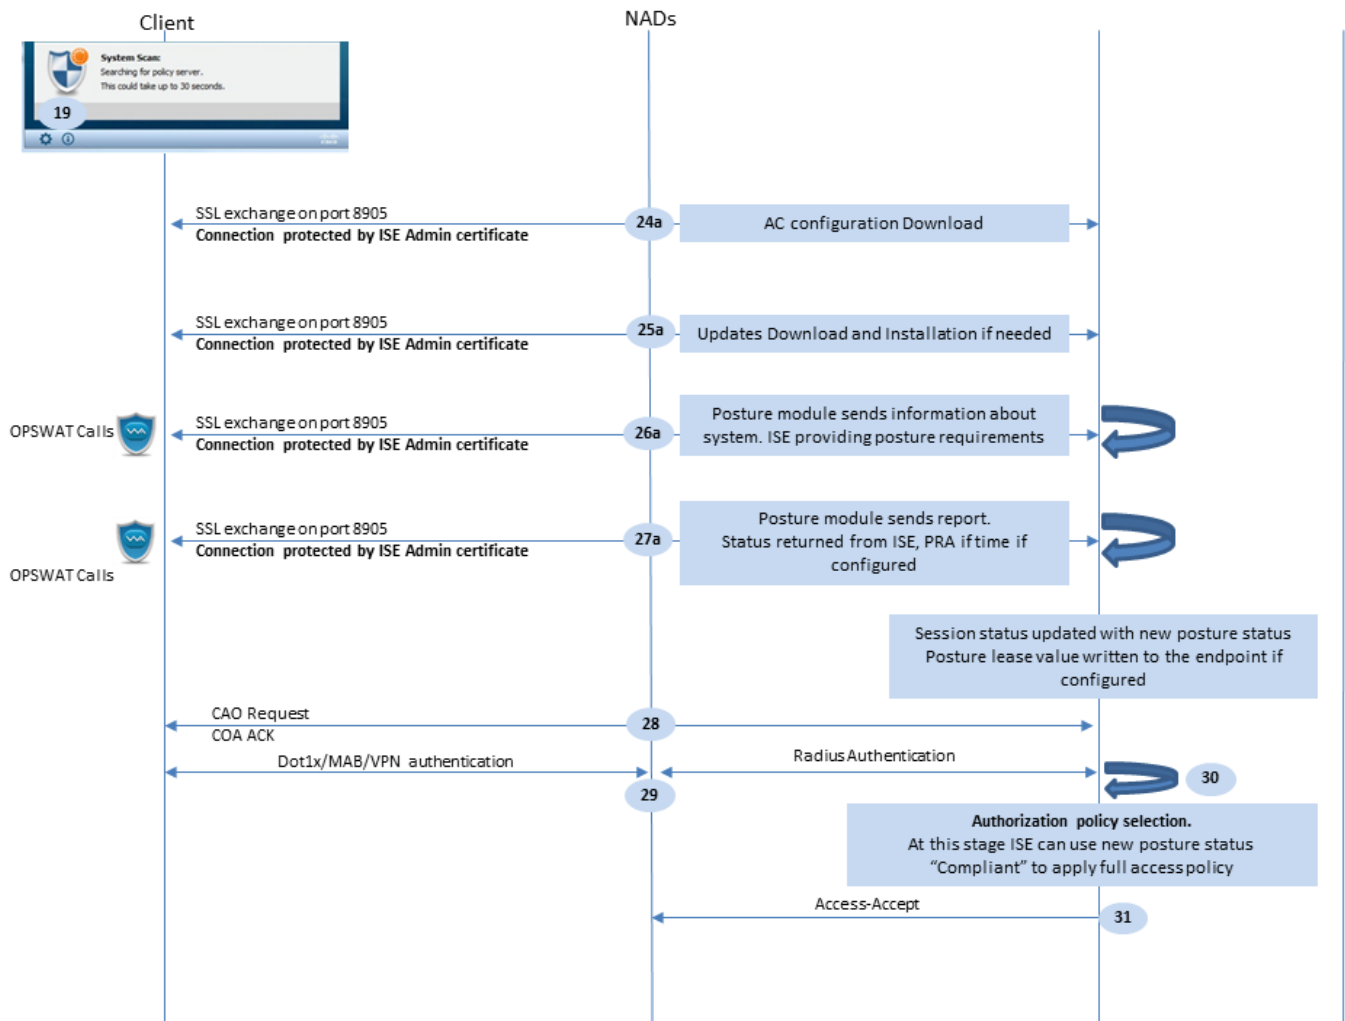 Client
NADs
System Scan:
Searching for policy server.
This could take up to 30 seconds.
19
SSL exchange on port 8905
Connection protected by ISE Admin certificate
24a
AC configuration Download
SSL exchange on port 8905
Connection protected by ISE Admin certificate
25a
Updates Download and Installation if needed
OPSWAT Calls
SSL exchange on port 8905
Connection protected by ISE Admin certificate
26a
Posture module sends information about
system. ISE providing posture requirements
OPSWAT Calls
SSL exchange on port 8905
Connection protected by ISE Admin certificate
27a
Posture module sends report.
Status returned from ISE, PRA if time if
configured
Session status updated with new posture status
Posture lease value written to the endpoint if
configured
CAO Request
COA ACK
28
Dot1x/MAB/VPN authentication
Radius Authentication
29
30
Authorization policy selection.
At this stage ISE can use new posture status
“Compliant” to apply full access policy
Access-Accept
31